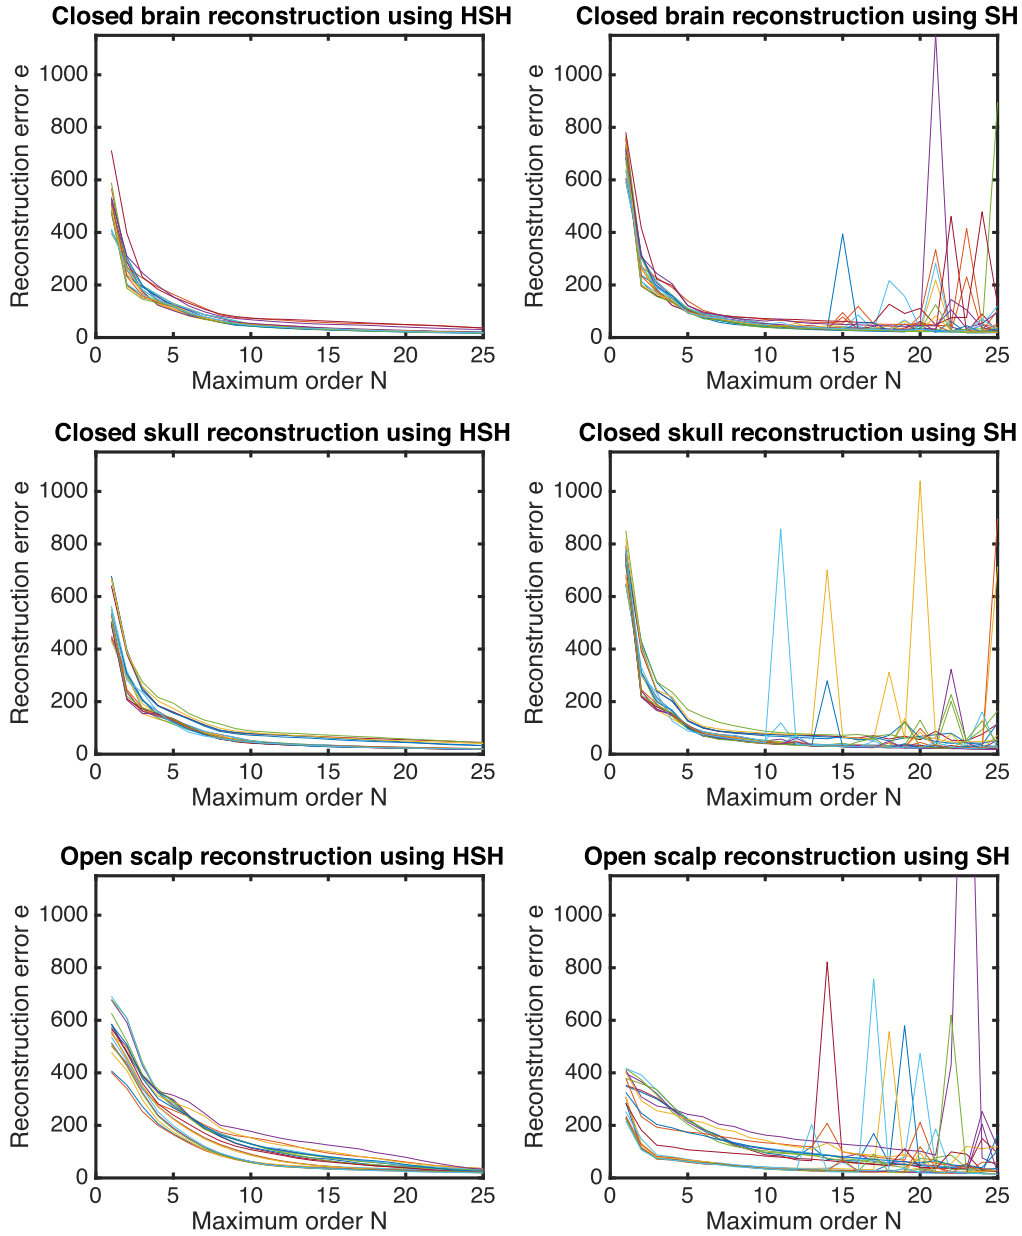 Closed brain reconstruction using HSH
Reconstruction error e
1000
800
600
400
200
0
0 5 10 15 20 25
Maximum order N
Closed brain reconstruction using SH
Reconstruction error e
1000
800
600
400
200
0
0 5 10 15 20 25
Maximum order N
Closed skull reconstruction using HSH
Reconstruction error e
1000
800
600
400
200
0
0 5 10 15 20 25
Maximum order N
Closed skull reconstruction using SH
Reconstruction error e
1000
800
600
400
200
0
0 5 10 15 20 25
Maximum order N
Open scalp reconstruction using HSH
Reconstruction error e
1000
800
600
400
200
0
0 5 10 15 20 25
Maximum order N
Open scalp reconstruction using SH
Reconstruction error e
1000
800
600
400
200
0
0 5 10 15 20 25
Maximum order N